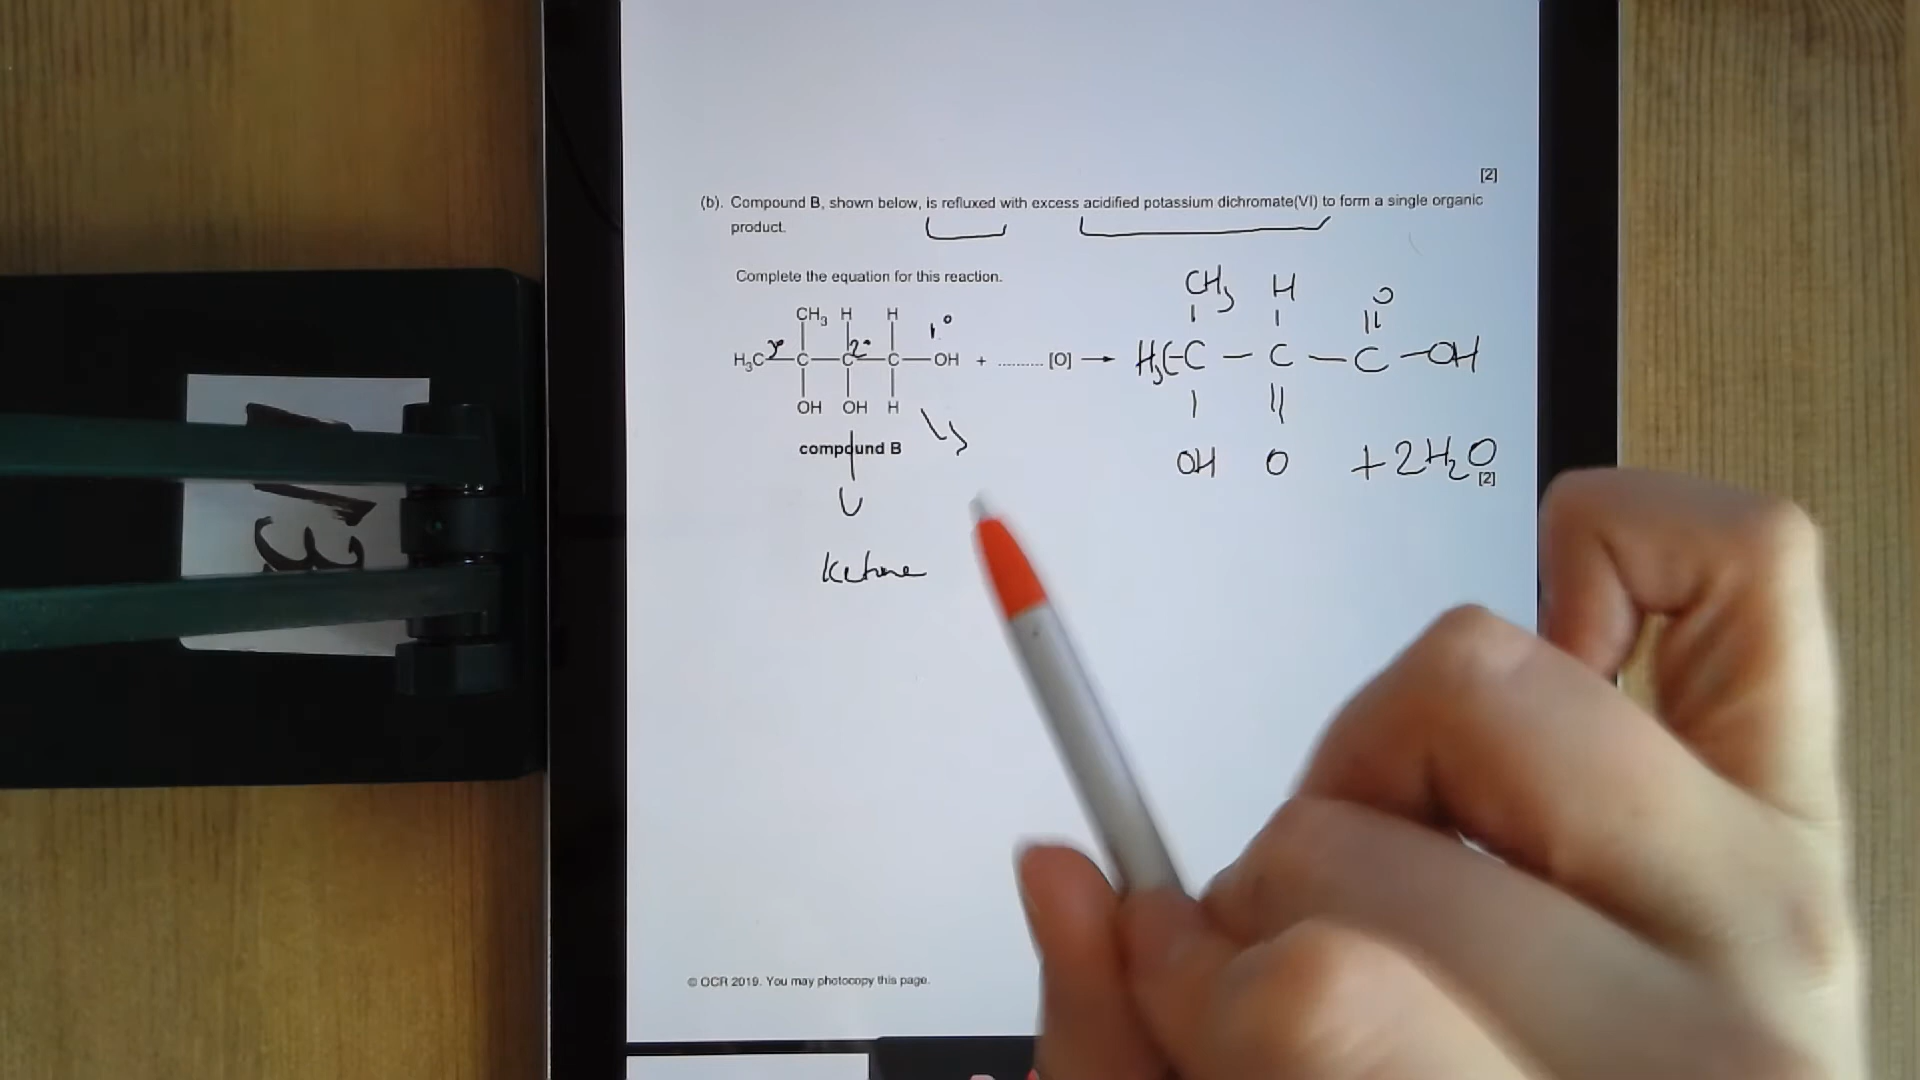 [2]
(b). Compound B, shown below, is refluxed with excess acidified potassium dichromate(VI) to form a single organic
product.
Complete the equation for this reaction.
CH3 H H 1°
H3C 3° C 2° C C OH + .......... [O] →
OH OH H
compound B
ketone
CH3 H O
H3C-C - C - C - OH
OH O + 2H2O
[2]
13
© OCR 2019. You may photocopy this page.